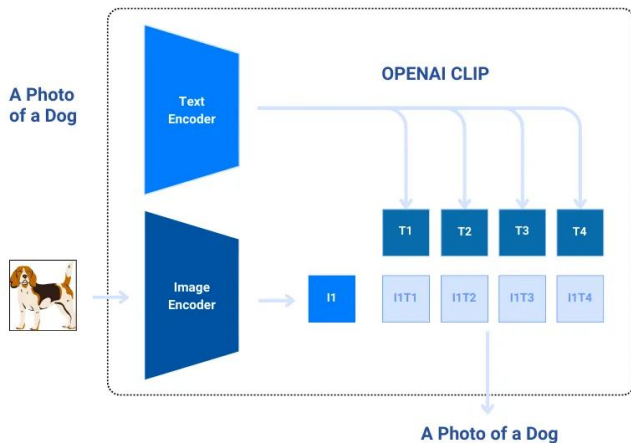 OPENAI CLIP
A Photo
of a Dog
Text
Encoder
T1 T2 T3 T4
Image
Encoder
I1
I1T1 I1T2 I1T3 I1T4
A Photo of a Dog